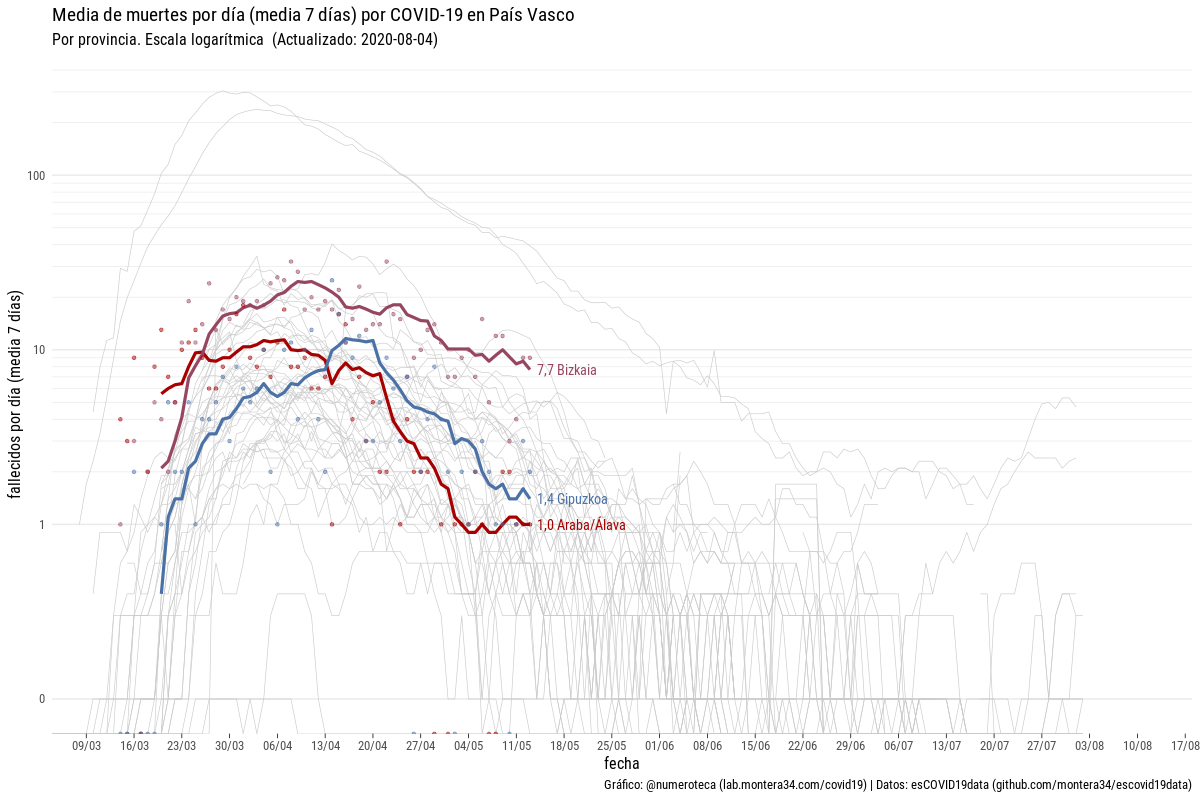 Media de muertes por día (media 7 días) por COVID-19 en País Vasco
Por provincia. Escala logarítmica  (Actualizado: 2020-08-04)
fallecidos por día (media 7 días)
100
10
1
0
7,7 Bizkaia
1,4 Gipuzkoa
1,0 Araba/Álava
09/03 16/03 23/03 30/03 06/04 13/04 20/04 27/04 04/05 11/05 18/05 25/05 01/06 08/06 15/06 22/06 29/06 06/07 13/07 20/07 27/07 03/08 10/08 17/08
fecha
Gráfico: @numeroteca (lab.montera34.com/covid19) | Datos: esCOVID19data (github.com/montera34/escovid19data)